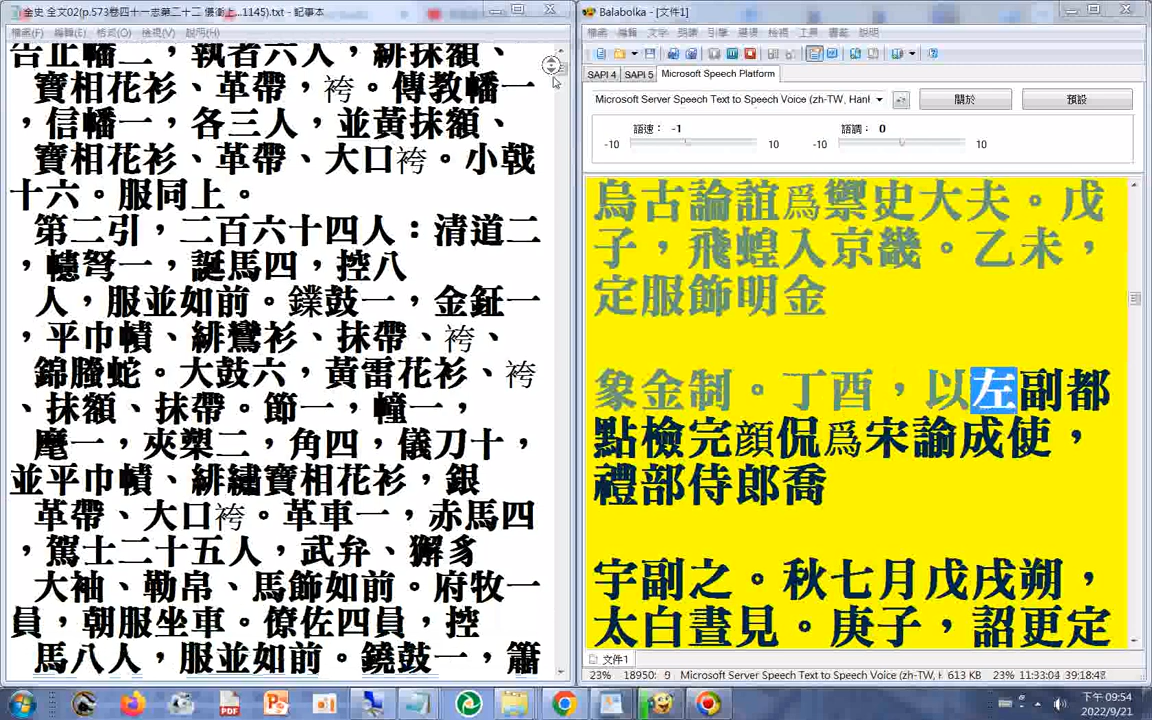 金史 全文02(p.573卷四十一志第二十二 儀衛上..1145).txt - 記事本
檔案(F) 編輯(E) 格式(O) 檢視(V) 說明(H)
告止幡二，執者六人，緋抹額、
寶相花衫、革帶，袴。傳教幡一
，信幡一，各三人，並黃抹額、
寶相花衫、革帶、大口袴。小戟
十六。服同上。
第二引，二百六十四人：清道二
，幰弩一，誕馬四，控八
人，服並如前。鏷鼓一，金鉦一
，平巾幘、緋鸞衫、抹帶、袴、
錦螣蛇。大鼓六，黃雷花衫、袴
、抹額、抹帶。節一，幢一，
麾一，夾槊二，角四，儀刀十，
並平巾幘、緋繡寶相花衫，銀
革帶、大口袴。革車一，赤馬四
，駕士二十五人，武弁、獬豸
大袖、勒帛、馬飾如前。府牧一
員，朝服坐車。僚佐四員，控
馬八人，服並如前。鐃鼓一，簫
Balabolka - [文件1]
檔案 編輯 文字 檢視 工具 書籤 說明
SAPI 4 SAPI 5 Microsoft Speech Platform
Microsoft Server Speech Text to Speech Voice (zh-TW, Hanl
關於 預設
語速： -1 語調： 0
-10 10 -10 10
烏古論誼爲禦史大夫。戊
子，飛蝗入京畿。乙未，
定服飾明金
象金制。丁酉，以左副都
點檢完顏侃爲宋諭成使，
禮部侍郎喬
宇副之。秋七月戊戌朔，
太白晝見。庚子，詔更定
文件1
23% 18950: 9 Microsoft Server Speech Text to Speech Voice (zh-TW, H 613 KB 23% 11:33:04 39:18:4
下午 09:54
2022/9/21